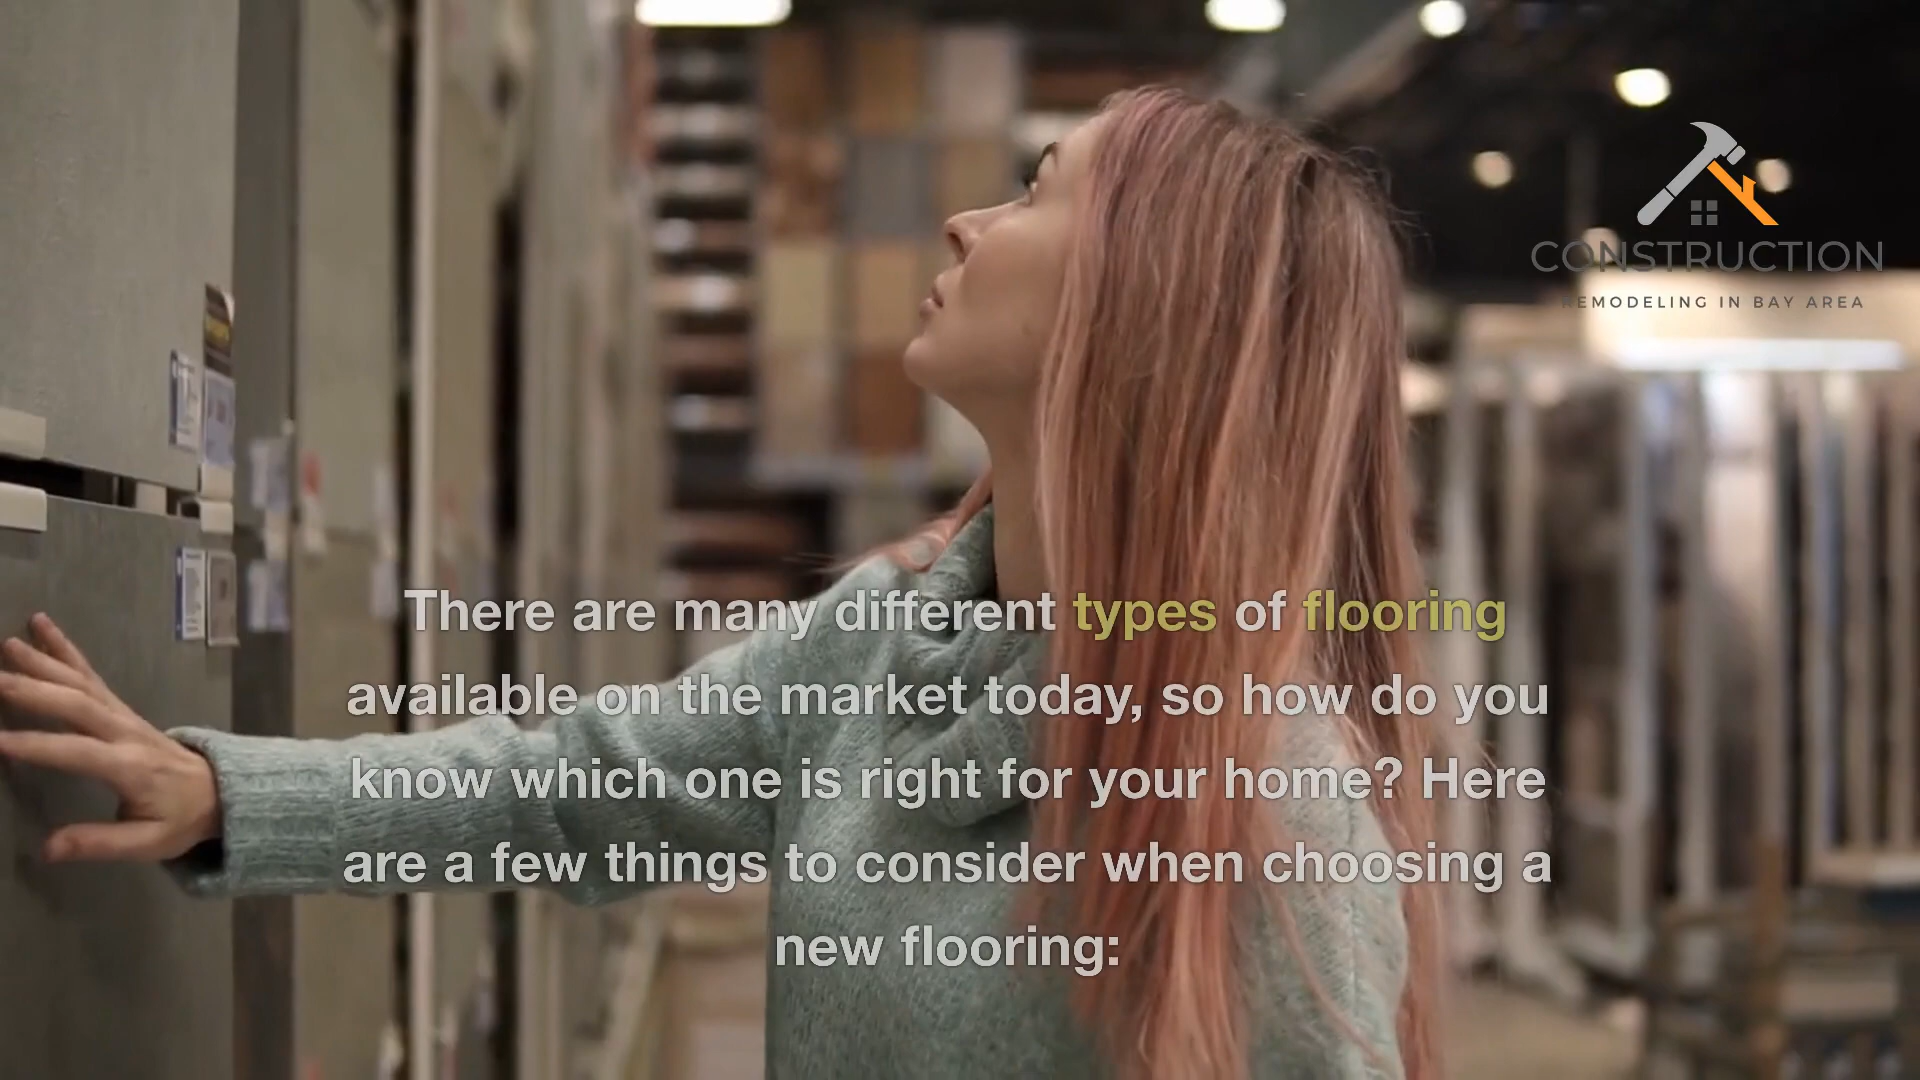 CONSTRUCTION
REMODELING IN BAY AREA
There are many different types of flooring
available on the market today, so how do you
know which one is right for your home? Here
are a few things to consider when choosing a
new flooring: